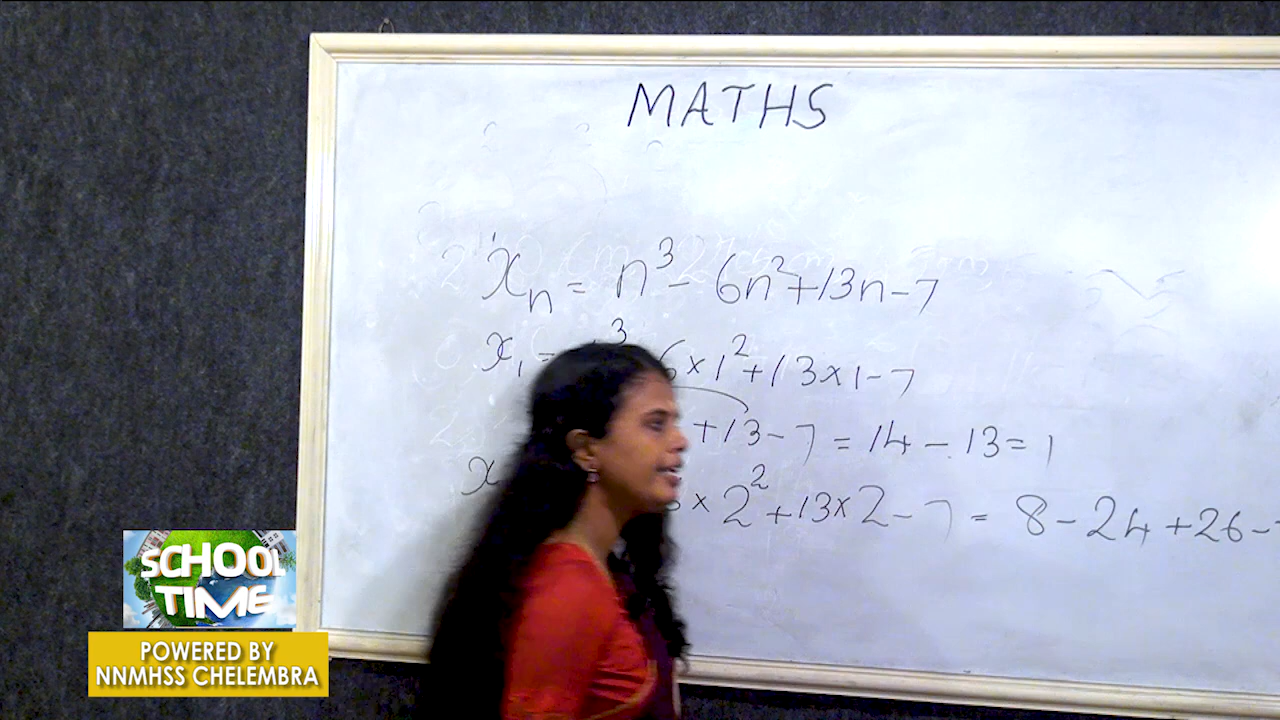 MATHS
xₙ = n³ - 6n² + 13n - 7
x₁ = ³ 6 × 1² + 13 × 1 - 7
+ 13 - 7 = 14 - 13 = 1
x × 2² + 13 × 2 - 7 = 8 - 24 + 26 -
SCHOOL
TIME
POWERED BY
NNMHSS CHELEMBRA